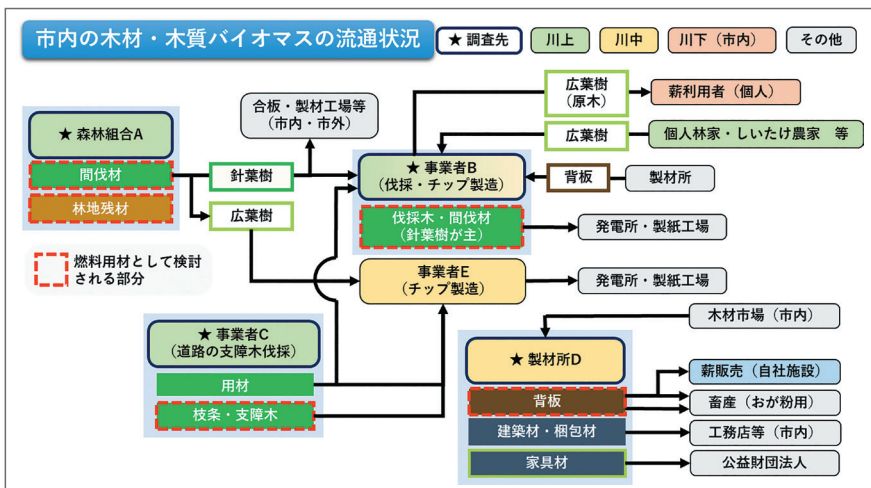 市内の木材・木質バイオマスの流通状況
★ 調査先
川上
川中
川下（市内）
その他
★ 森林組合A
間伐材
林地残材
燃料用材として検討
される部分
針葉樹
広葉樹
合板・製材工場等
（市内・市外）
広葉樹
（原木）
薪利用者（個人）
広葉樹
個人林家・しいたけ農家　等
★ 事業者B
（伐採・チップ製造）
背板
製材所
伐採木・間伐材
（針葉樹が主）
発電所・製紙工場
事業者E
（チップ製造）
発電所・製紙工場
★ 事業者C
（道路の支障木伐採）
用材
枝条・支障木
木材市場（市内）
★ 製材所D
背板
建築材・梱包材
家具材
薪販売（自社施設）
畜産（おが粉用）
工務店等（市内）
公益財団法人